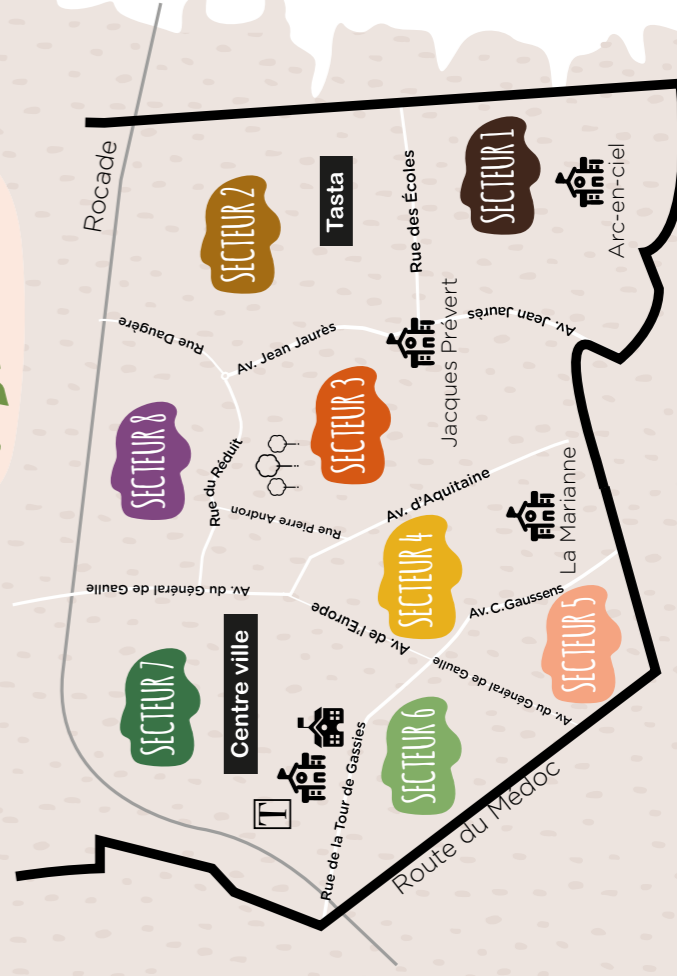 Rocade
SECTEUR 2
Tasta
Rue des Écoles
SECTEUR 1
Arc-en-ciel
Rue Daugère
Av. Jean Jaurès
Jacques Prévert
Av. Jean Jaurès
SECTEUR 8
Rue du Réduit
SECTEUR 3
Rue Pierre Andron
Av. d'Aquitaine
La Marianne
Av. du Général de Gaulle
Av. de l'Europe
SECTEUR 4
Av. C. Gaussens
SECTEUR 5
Av. du Général de Gaulle
SECTEUR 7
Centre ville
SECTEUR 6
T
Rue de la Tour de Gassies
Route du Médoc